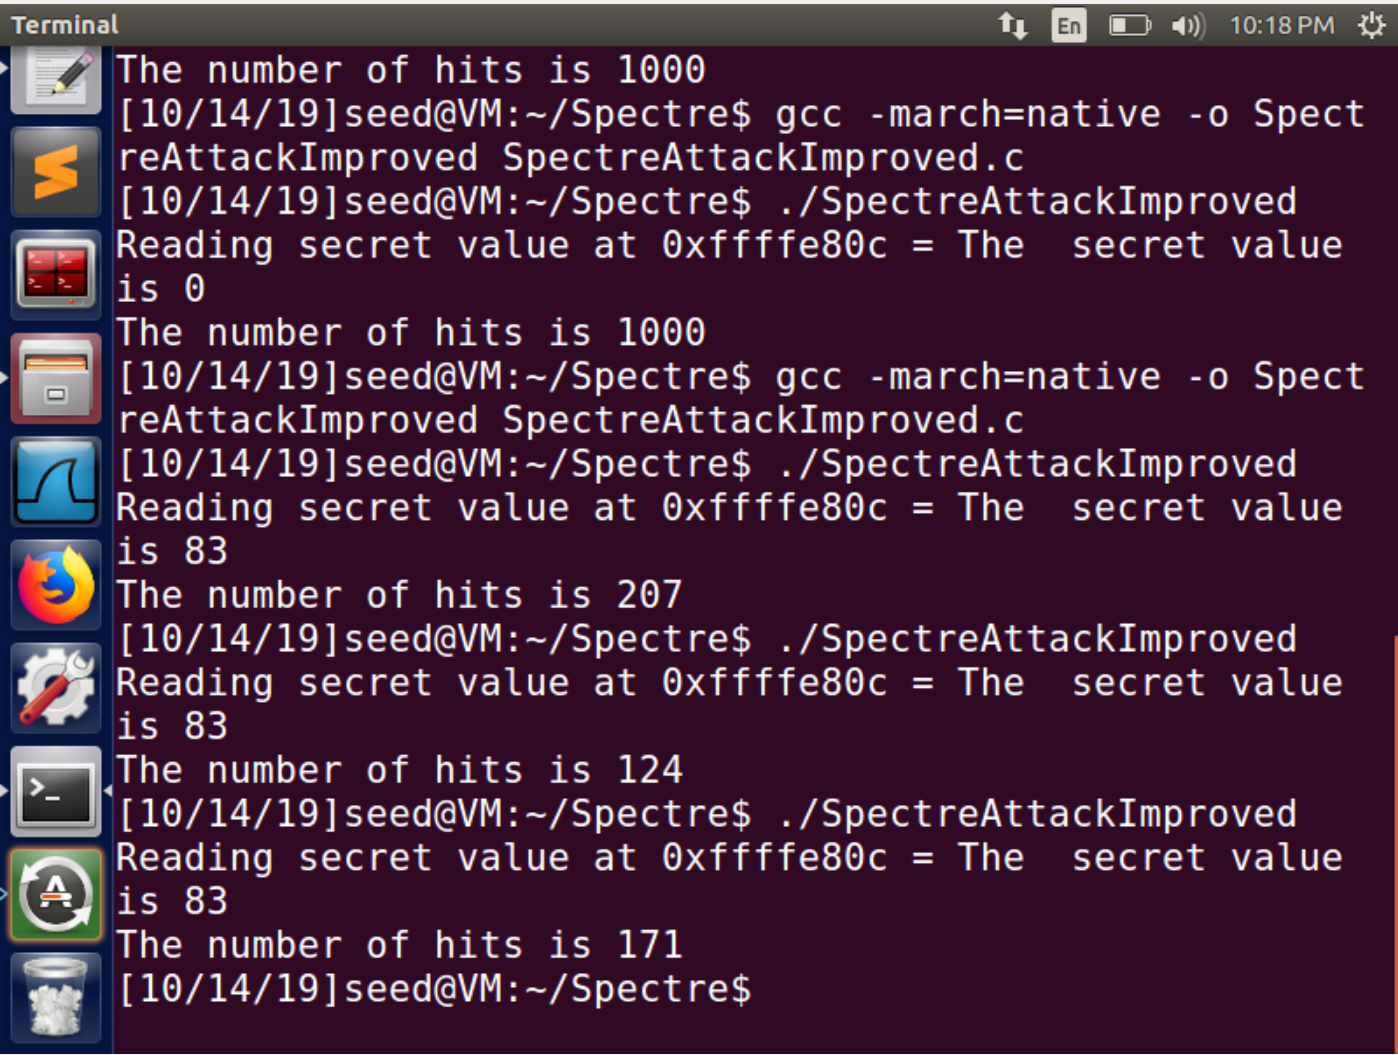 Terminal En 10:18 PM
The number of hits is 1000
[10/14/19]seed@VM:~/Spectre$ gcc -march=native -o Spect
reAttackImproved SpectreAttackImproved.c
[10/14/19]seed@VM:~/Spectre$ ./SpectreAttackImproved
Reading secret value at 0xffffe80c = The  secret value
is 0
The number of hits is 1000
[10/14/19]seed@VM:~/Spectre$ gcc -march=native -o Spect
reAttackImproved SpectreAttackImproved.c
[10/14/19]seed@VM:~/Spectre$ ./SpectreAttackImproved
Reading secret value at 0xffffe80c = The  secret value
is 83
The number of hits is 207
[10/14/19]seed@VM:~/Spectre$ ./SpectreAttackImproved
Reading secret value at 0xffffe80c = The  secret value
is 83
The number of hits is 124
[10/14/19]seed@VM:~/Spectre$ ./SpectreAttackImproved
Reading secret value at 0xffffe80c = The  secret value
is 83
The number of hits is 171
[10/14/19]seed@VM:~/Spectre$